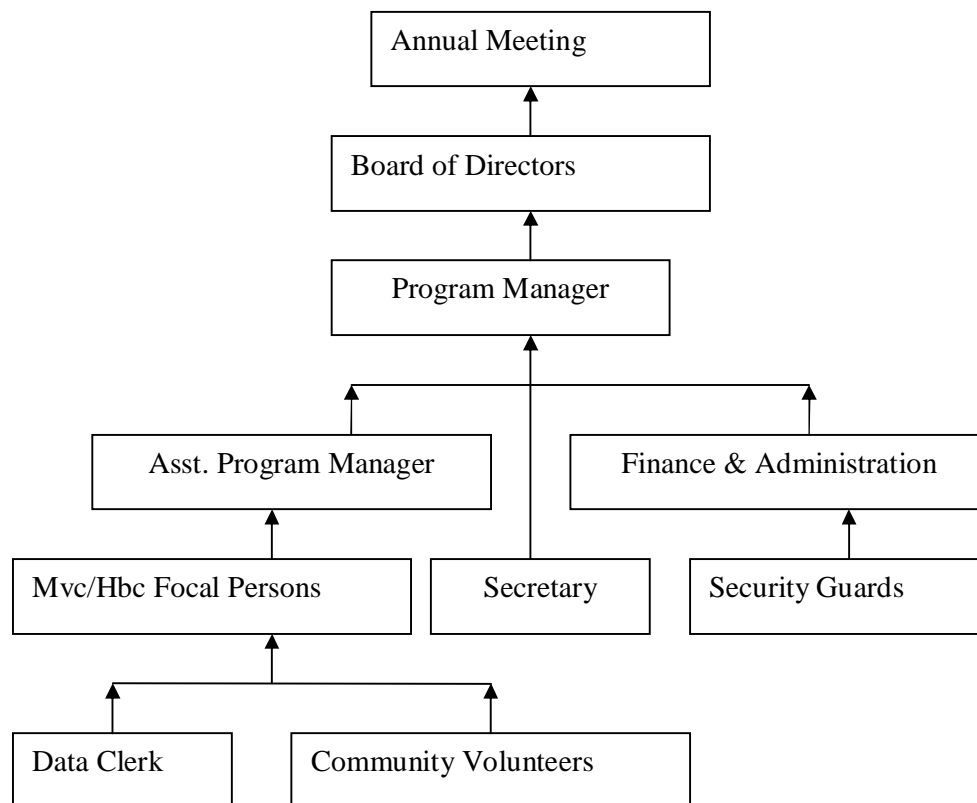 Annual Meeting
Board of Directors
Program Manager
Asst. Program Manager
Finance & Administration
Mvc/Hbc Focal Persons
Secretary
Security Guards
Data Clerk
Community Volunteers